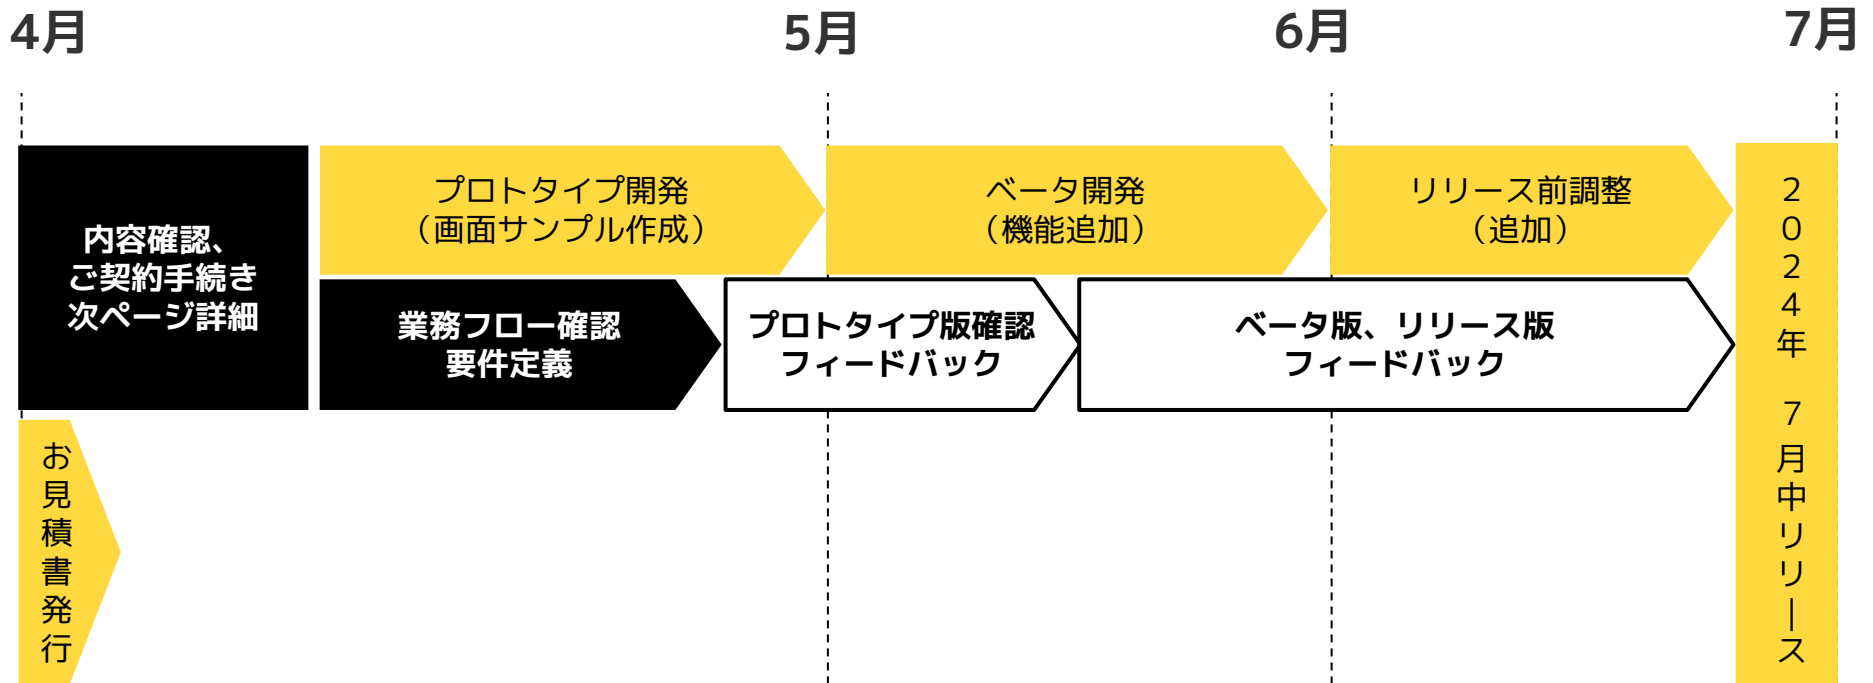 4月
5月
6月
7月
内容確認、
ご契約手続き
次ページ詳細
プロトタイプ開発
（画面サンプル作成）
ベータ開発
（機能追加）
リリース前調整
（追加）
業務フロー確認
要件定義
プロトタイプ版確認
フィードバック
ベータ版、リリース版
フィードバック
お見積書発行
２０２４年　７月中リリース